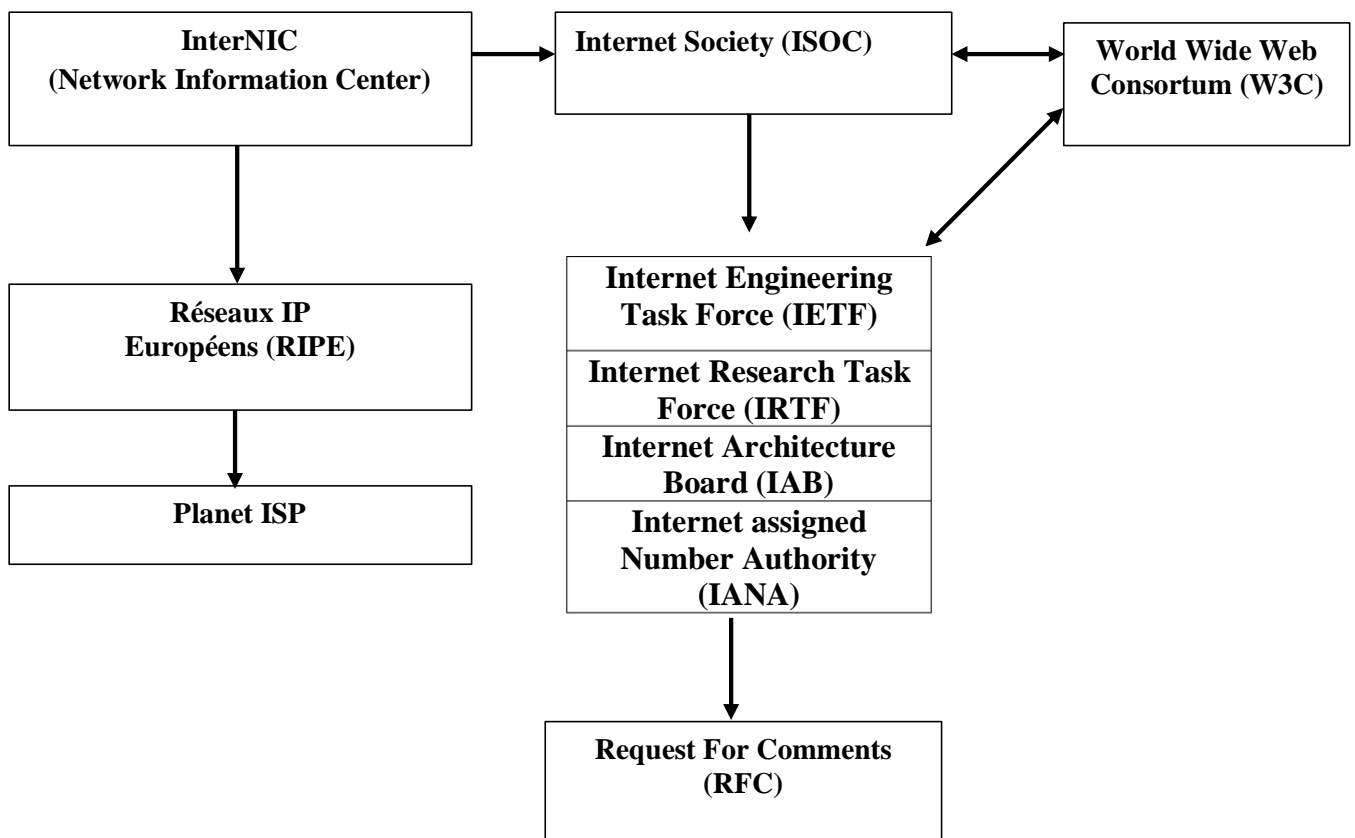 InterNIC
(Network Information Center)
Internet Society (ISOC)
World Wide Web
Consortum (W3C)
Réseaux IP
Européens (RIPE)
Planet ISP
Internet Engineering
Task Force (IETF)
Internet Research Task
Force (IRTF)
Internet Architecture
Board (IAB)
Internet assigned
Number Authority
(IANA)
Request For Comments
(RFC)